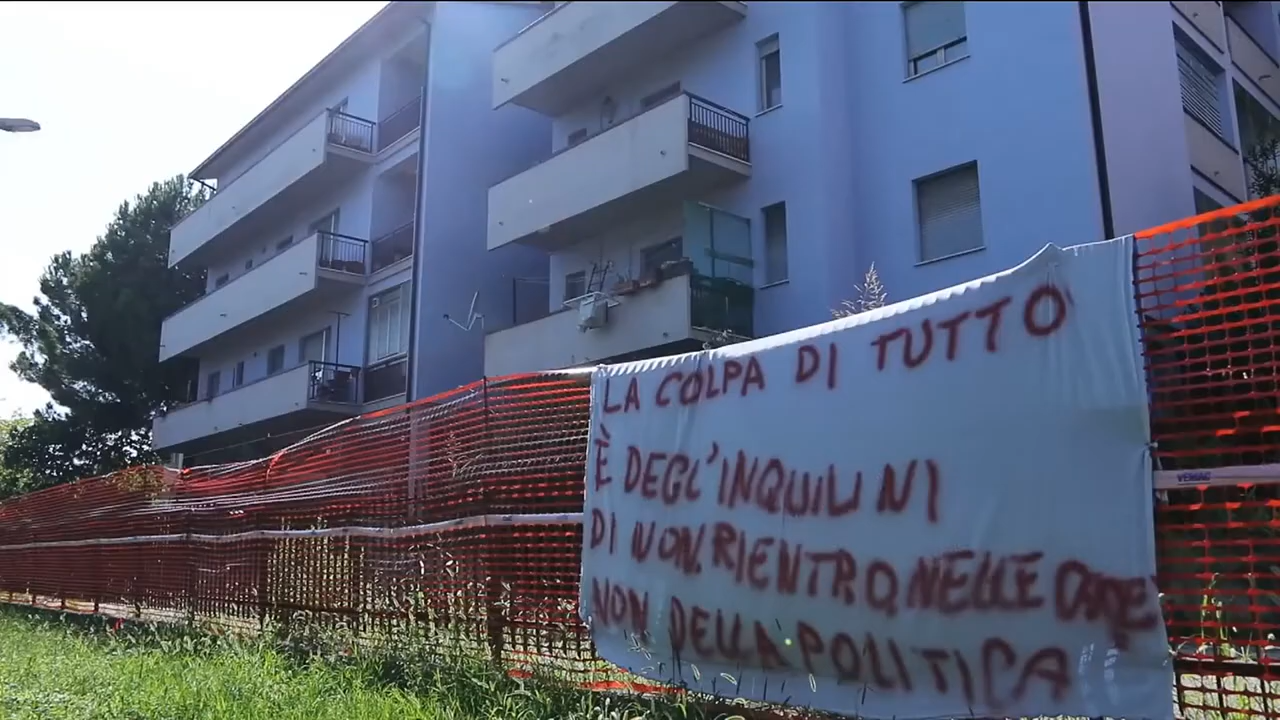 LA COLPA DI TUTTO
È DEGL'INQUILINI
DI NON RIENTRO NELLE CASE
NON DELLA POLITICA